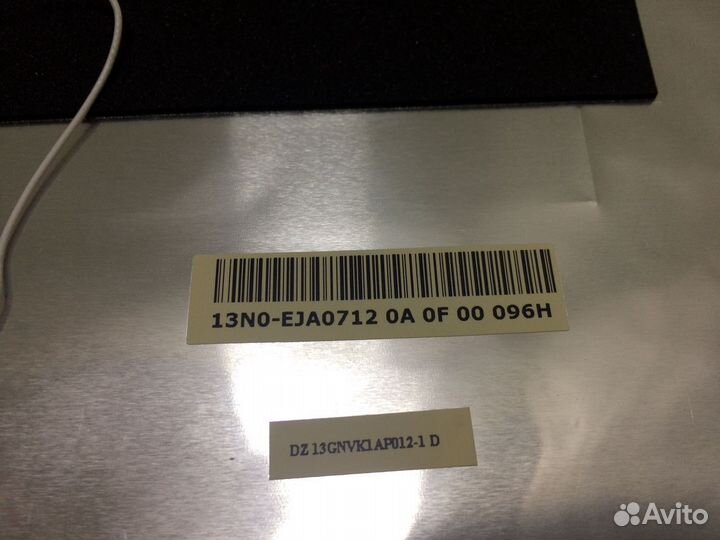 13N0-EJA0712 0A 0F 00 096H
DZ 13GNVK1AP012-1 D
Avito